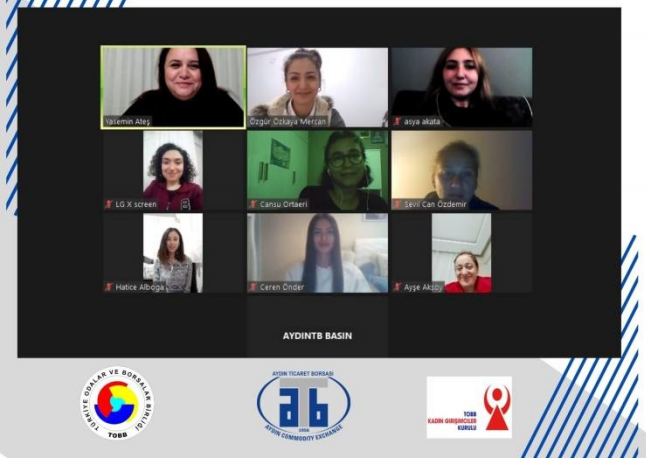 Yasemin Ateş
Özgür Özkaya Mercan
asya akata
LG X screen
Cansu Ortaeri
Sevil Can Özdemir
Hatice Alboğa
Ceren Önder
Ayşe Aksoy
AYDINTB BASIN
TÜRKİYE ODALAR VE BORSALAR BİRLİĞİ
TOBB
AYDIN TİCARET BORSASI
atb
AYDIN COMMODITY EXCHANGE
TOBB
KADIN GİRİŞİMCİLER
KURULU